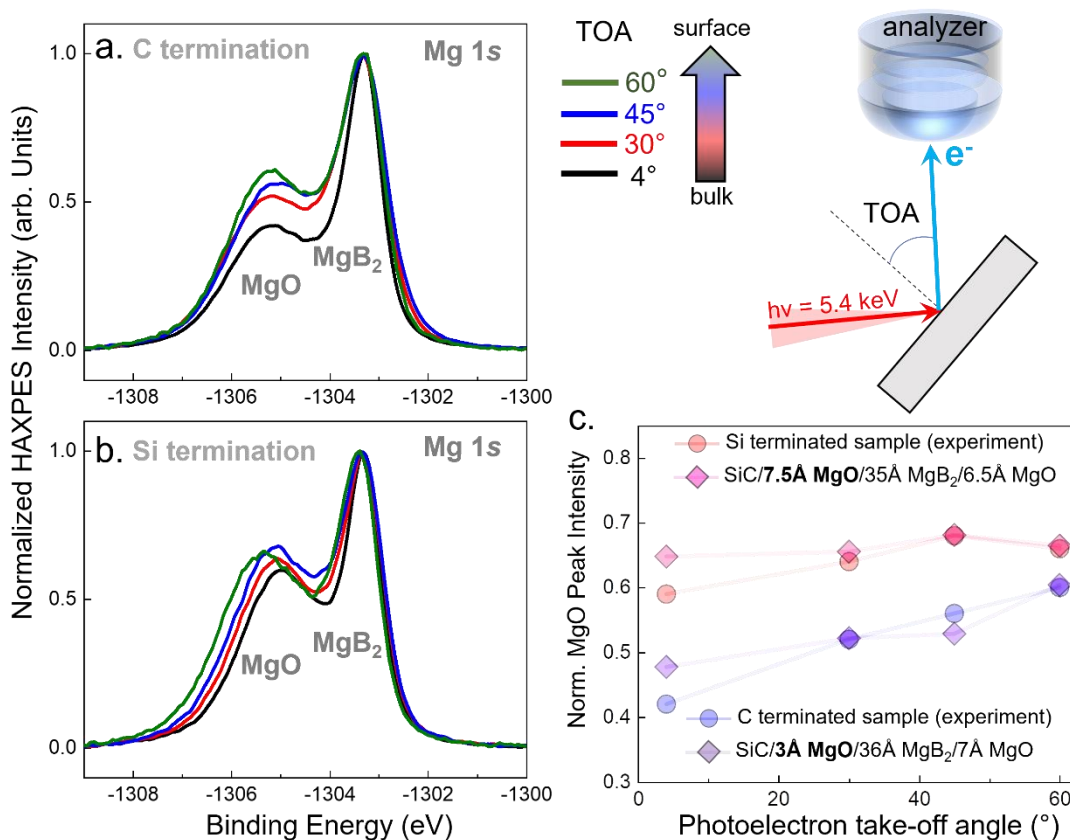 a. C termination
Mg 1s
MgO
MgB₂
1.0
0.5
0.0
-1308
-1306
-1304
-1302
-1300
b. Si termination
Mg 1s
MgO
MgB₂
1.0
0.5
0.0
-1308
-1306
-1304
-1302
-1300
Normalized HAXPES Intensity (arb. Units)
Binding Energy (eV)
TOA
60°
45°
30°
4°
surface
bulk
analyzer
e⁻
TOA
hν = 5.4 keV
c.
Si terminated sample (experiment)
SiC/7.5Å MgO/35Å MgB₂/6.5Å MgO
C terminated sample (experiment)
SiC/3Å MgO/36Å MgB₂/7Å MgO
0.8
0.7
0.6
0.5
0.4
0.3
0
20
40
60
Norm. MgO Peak Intensity
Photoelectron take-off angle (°)